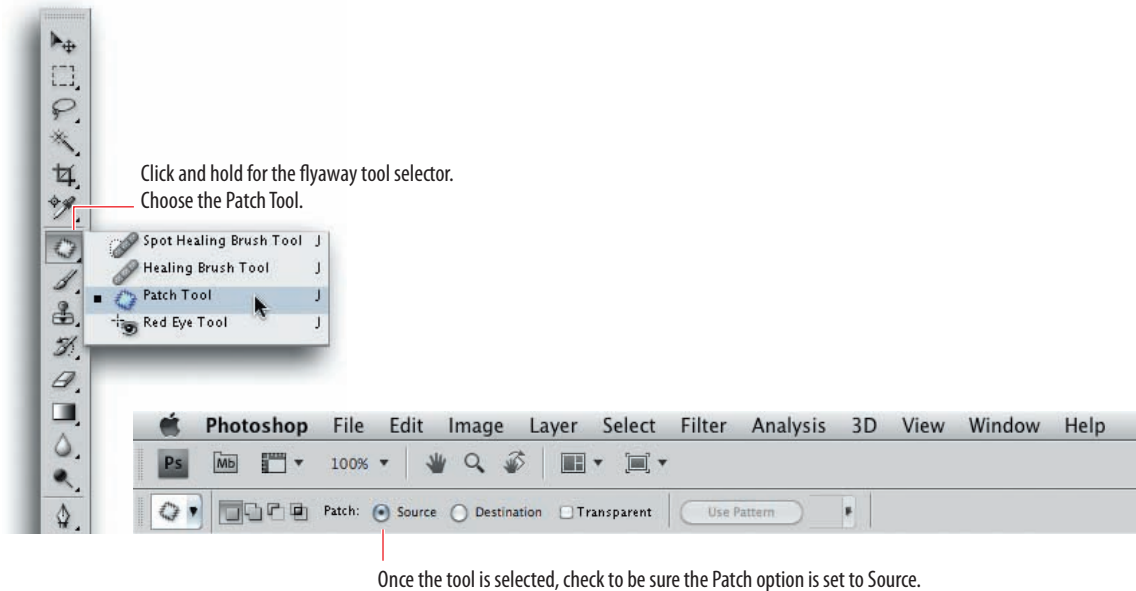 Click and hold for the flyaway tool selector.
Choose the Patch Tool.
Spot Healing Brush Tool J
Healing Brush Tool J
Patch Tool J
Red Eye Tool J
Photoshop File Edit Image Layer Select Filter Analysis 3D View Window Help
Ps Mb 100%
Patch: Source Destination Transparent Use Pattern
Once the tool is selected, check to be sure the Patch option is set to Source.